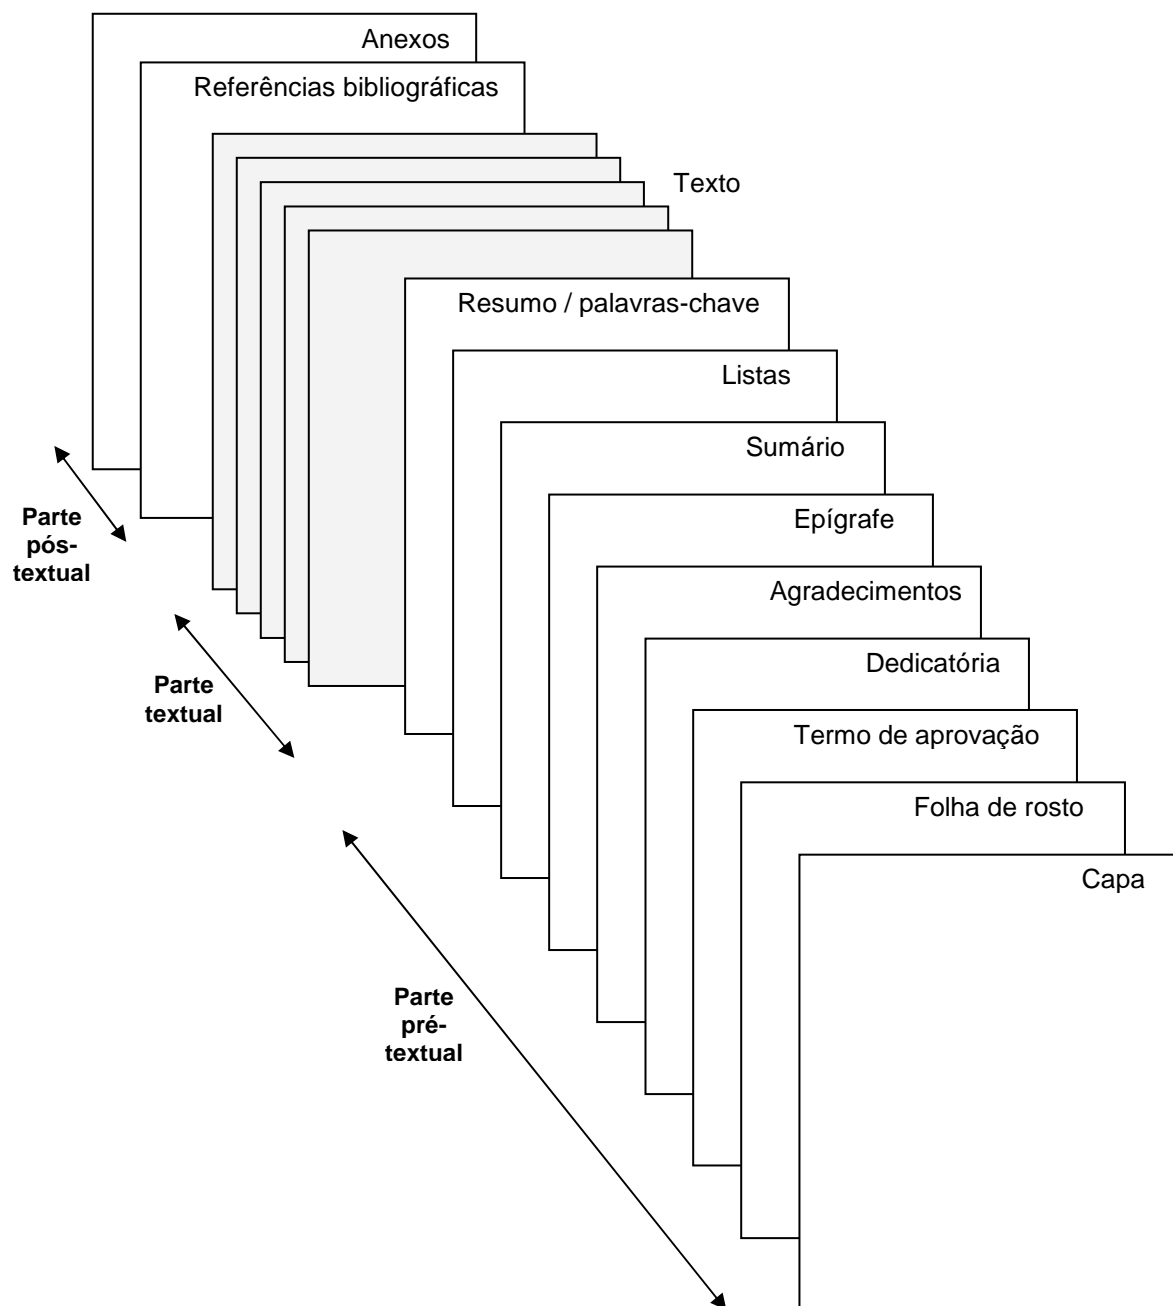 Anexos
Referências bibliográficas
Texto
Resumo / palavras-chave
Listas
Sumário
Epígrafe
Agradecimentos
Dedicatória
Termo de aprovação
Folha de rosto
Capa
Parte
pós-
textual
Parte
textual
Parte
pré-
textual